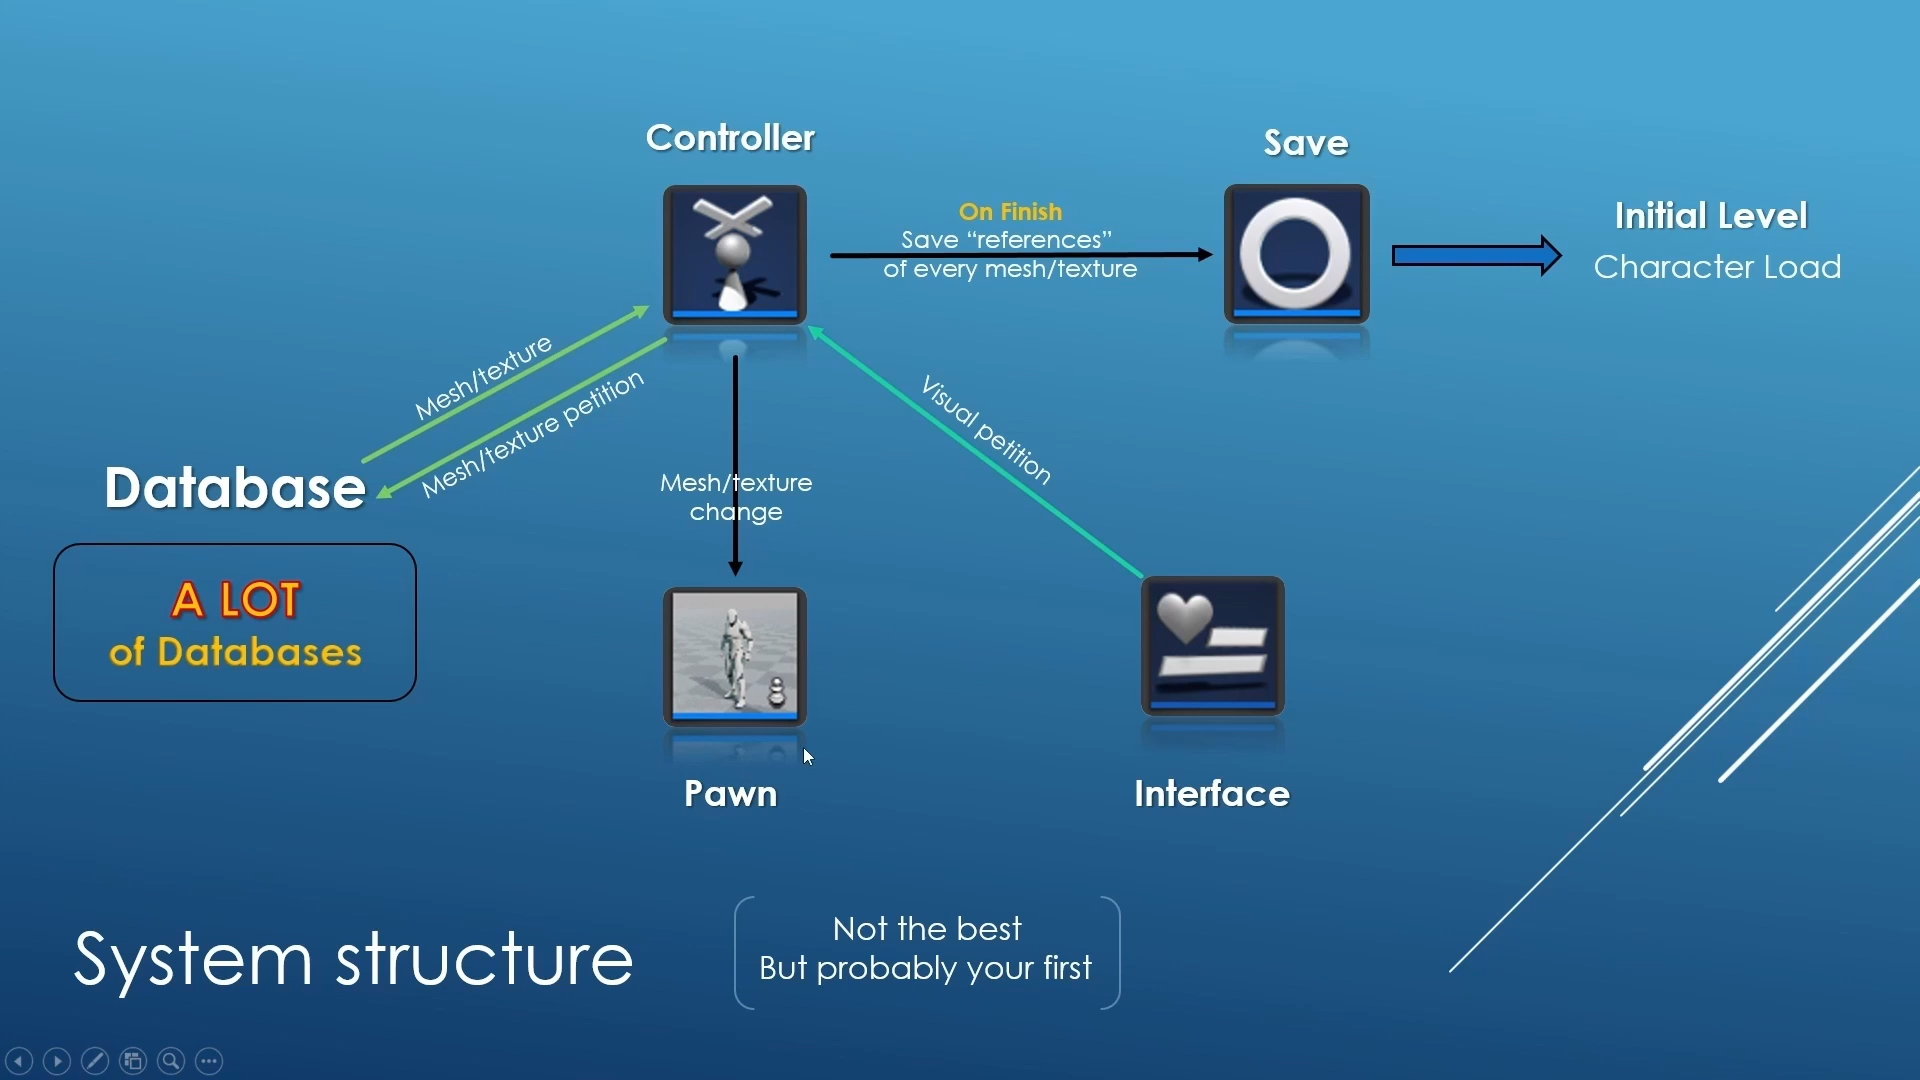 Controller
Save
On Finish
Save “references”
of every mesh/texture
Initial Level
Character Load
Mesh/texture
Mesh/texture petition
Visual petition
Database
Mesh/texture
change
A LOT
of Databases
Pawn
Interface
System structure
Not the best
But probably your first